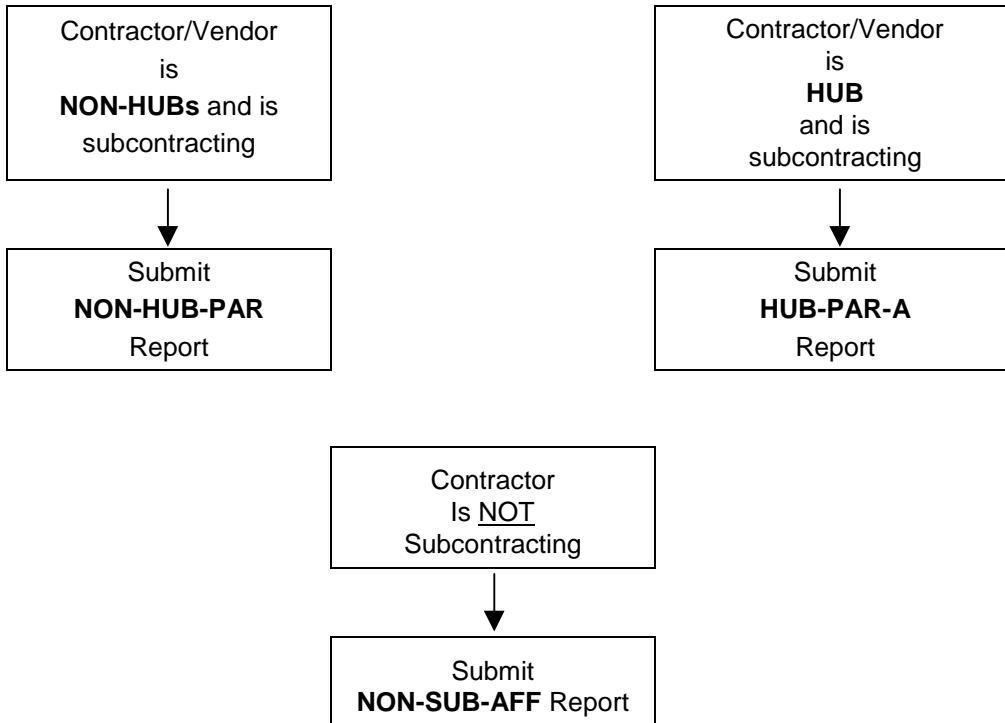 Contractor/Vendor
is
NON-HUBs and is
subcontracting
Submit
NON-HUB-PAR
Report
Contractor/Vendor
is
HUB
and is
subcontracting
Submit
HUB-PAR-A
Report
Contractor
Is NOT
Subcontracting
Submit
NON-SUB-AFF Report